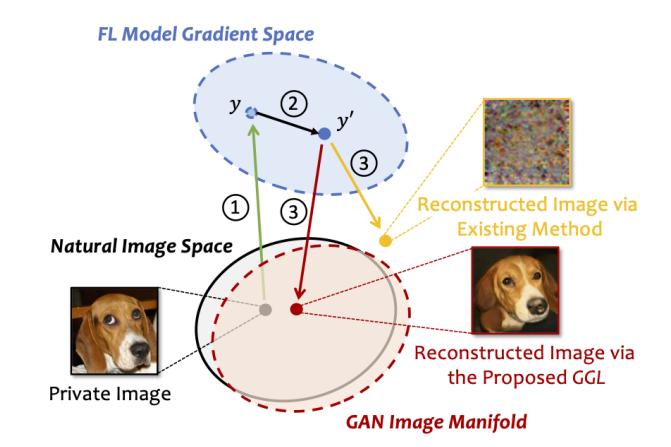 FL Model Gradient Space
y
②
y′
③
①
③
Reconstructed Image via
Existing Method
Natural Image Space
Private Image
Reconstructed Image via
the Proposed GGL
GAN Image Manifold